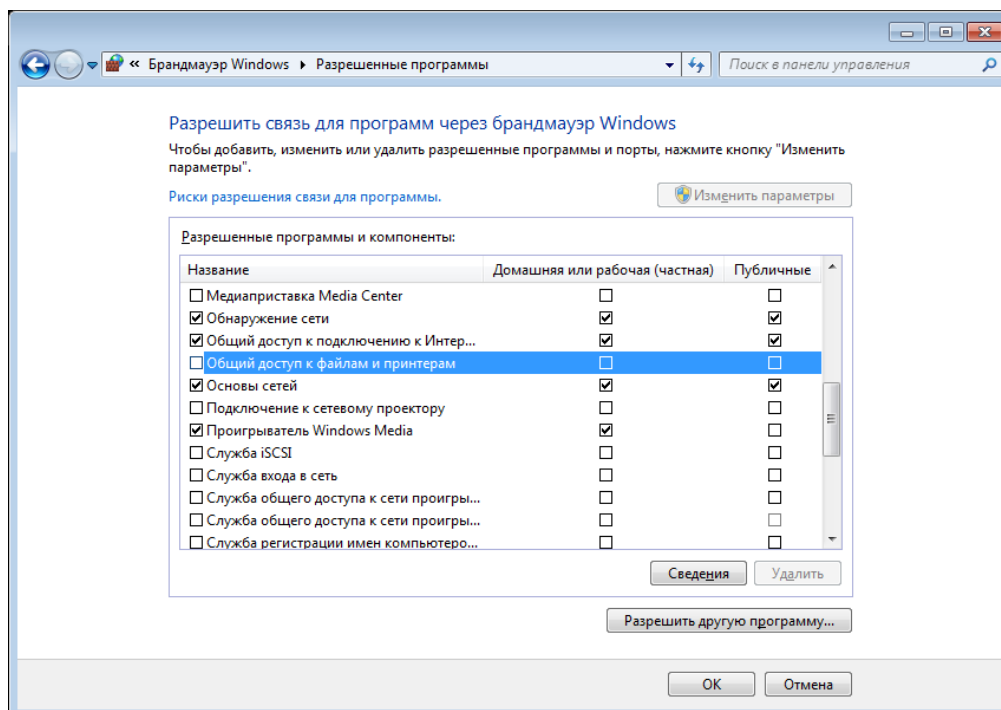 « Брандмауэр Windows Разрешенные программы Поиск в панели управления
Разрешить связь для программ через брандмауэр Windows
Чтобы добавить, изменить или удалить разрешенные программы и порты, нажмите кнопку "Изменить
параметры".
Риски разрешения связи для программы. Изменить параметры
Разрешенные программы и компоненты:
Название Домашняя или рабочая (частная) Публичные
Медиаприставка Media Center
Обнаружение сети
Общий доступ к подключению к Интер...
Общий доступ к файлам и принтерам
Основы сетей
Подключение к сетевому проектору
Проигрыватель Windows Media
Служба iSCSI
Служба входа в сеть
Служба общего доступа к сети проигры...
Служба общего доступа к сети проигры...
Служба регистрации имен компьютеро...
Сведения Удалить
Разрешить другую программу...
OK Отмена